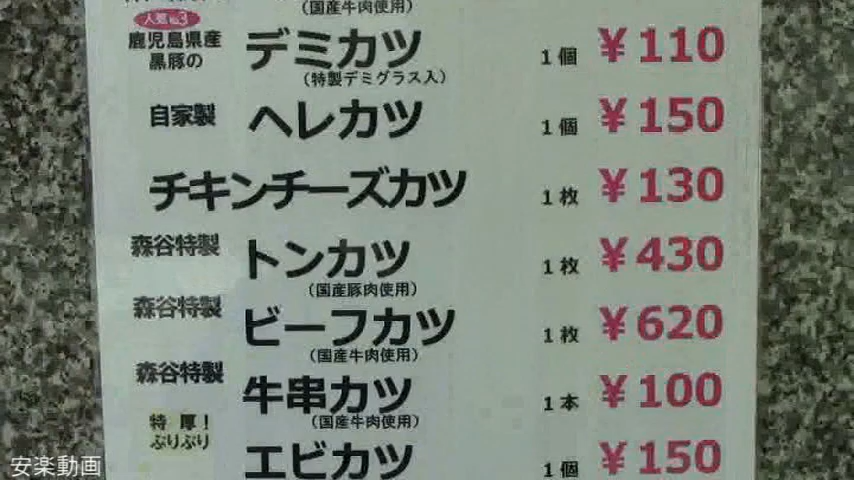 (国産牛肉使用)
人気No.3
鹿児島県産
黒豚の デミカツ 1個 ¥110
(特製デミグラス入)
自家製 ヘレカツ 1個 ¥150
チキンチーズカツ 1枚 ¥130
森谷特製 トンカツ 1枚 ¥430
(国産豚肉使用)
森谷特製 ビーフカツ 1枚 ¥620
(国産牛肉使用)
森谷特製 牛串カツ 1本 ¥100
(国産牛肉使用)
特厚!
ぷりぷり エビカツ 1個 ¥150
安楽動画